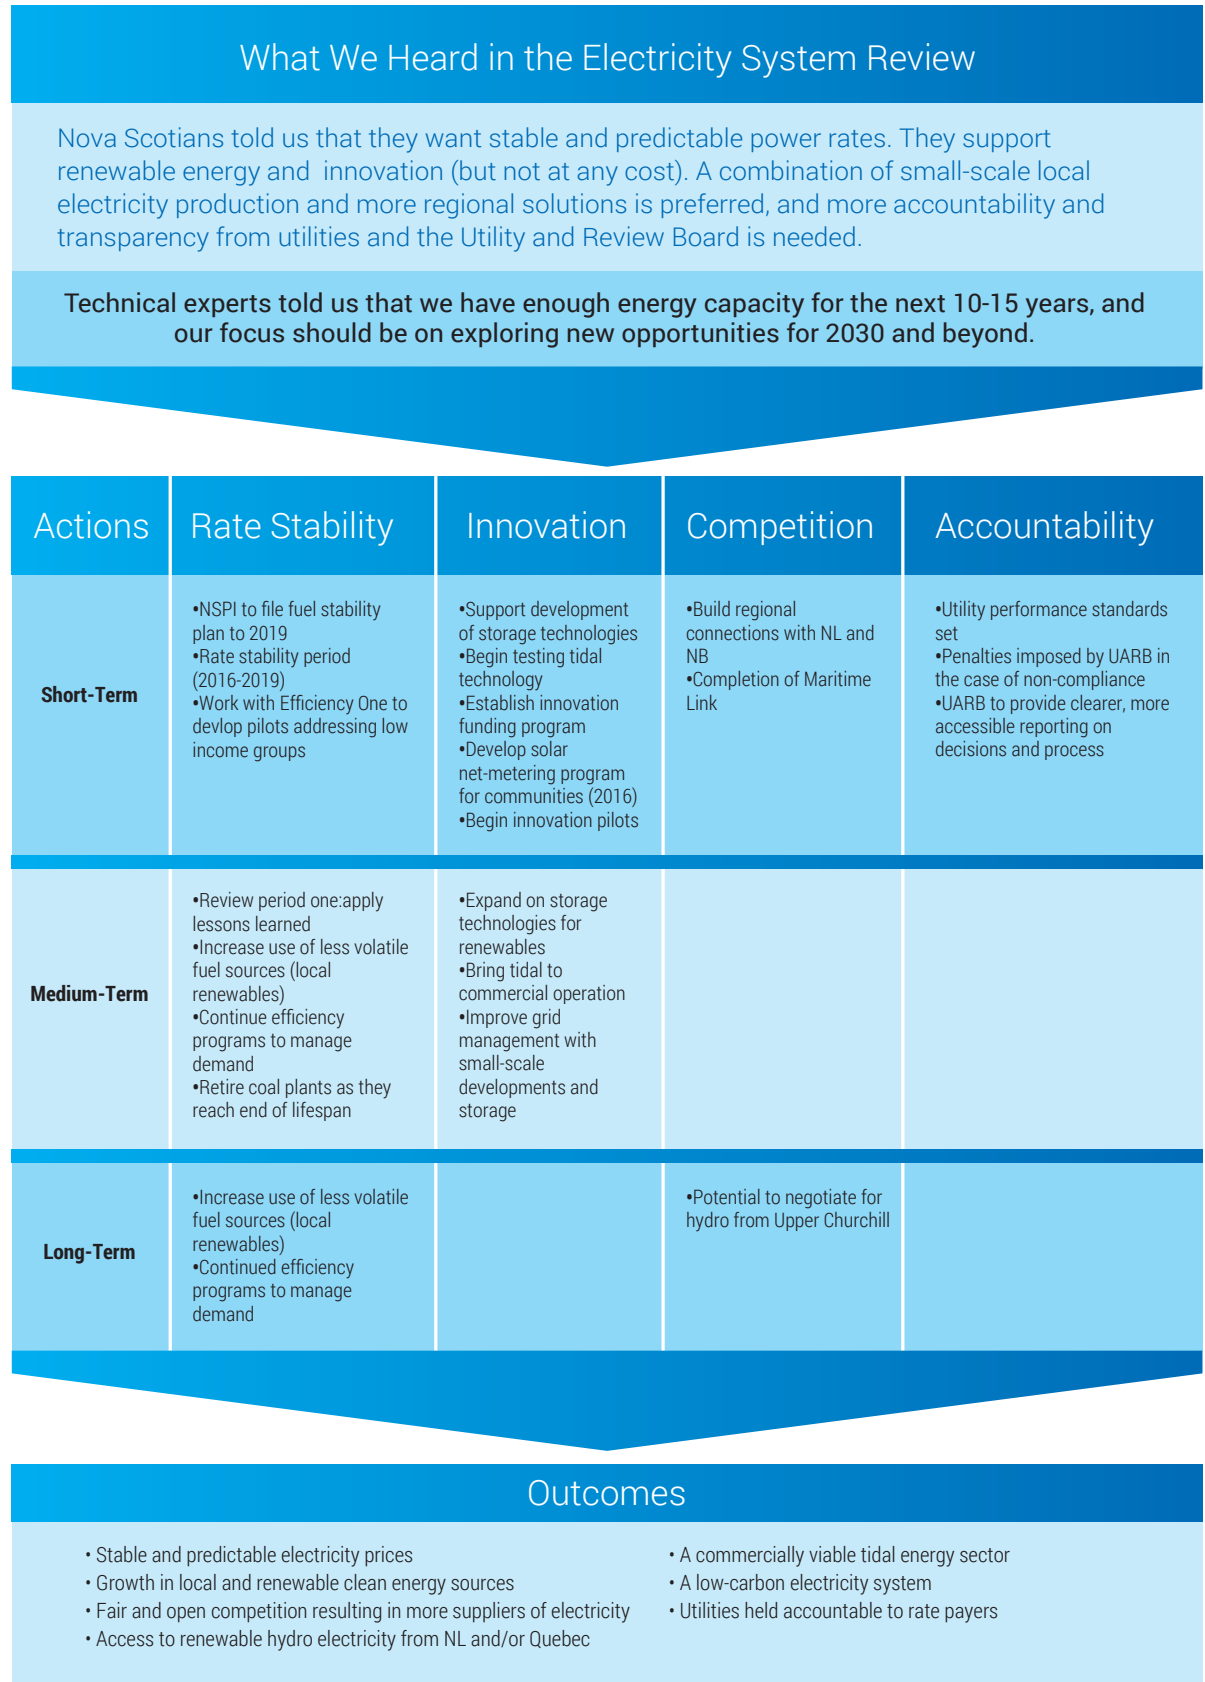 What We Heard in the Electricity System Review
Nova Scotians told us that they want stable and predictable power rates. They support
renewable energy and  innovation (but not at any cost). A combination of small-scale local
electricity production and more regional solutions is preferred, and more accountability and
transparency from utilities and the Utility and Review Board is needed.
Technical experts told us that we have enough energy capacity for the next 10-15 years, and
our focus should be on exploring new opportunities for 2030 and beyond.
Actions
Rate Stability
Innovation
Competition
Accountability
Short-Term
•NSPI to file fuel stability
plan to 2019
•Rate stability period
(2016-2019)
•Work with Efficiency One to
devlop pilots addressing low
income groups
•Support development
of storage technologies
•Begin testing tidal
technology
•Establish innovation
funding program
•Develop solar
net-metering program
for communities (2016)
•Begin innovation pilots
•Build regional
connections with NL and
NB
•Completion of Maritime
Link
•Utility performance standards
set
•Penalties imposed by UARB in
the case of non-compliance
•UARB to provide clearer, more
accessible reporting on
decisions and process
Medium-Term
•Review period one:apply
lessons learned
•Increase use of less volatile
fuel sources (local
renewables)
•Continue efficiency
programs to manage
demand
•Retire coal plants as they
reach end of lifespan
•Expand on storage
technologies for
renewables
•Bring tidal to
commercial operation
•Improve grid
management with
small-scale
developments and
storage
Long-Term
•Increase use of less volatile
fuel sources (local
renewables)
•Continued efficiency
programs to manage
demand
•Potential to negotiate for
hydro from Upper Churchill
Outcomes
• Stable and predictable electricity prices
• Growth in local and renewable clean energy sources
• Fair and open competition resulting in more suppliers of electricity
• Access to renewable hydro electricity from NL and/or Quebec
• A commercially viable tidal energy sector
• A low-carbon electricity system
• Utilities held accountable to rate payers